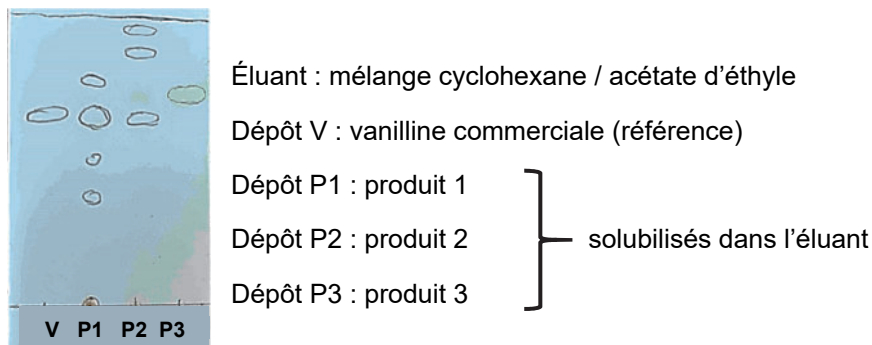 Éluant : mélange cyclohexane / acétate d’éthyle
Dépôt V : vanilline commerciale (référence)
Dépôt P1 : produit 1
Dépôt P2 : produit 2
solubilisés dans l’éluant
Dépôt P3 : produit 3
V P1 P2 P3